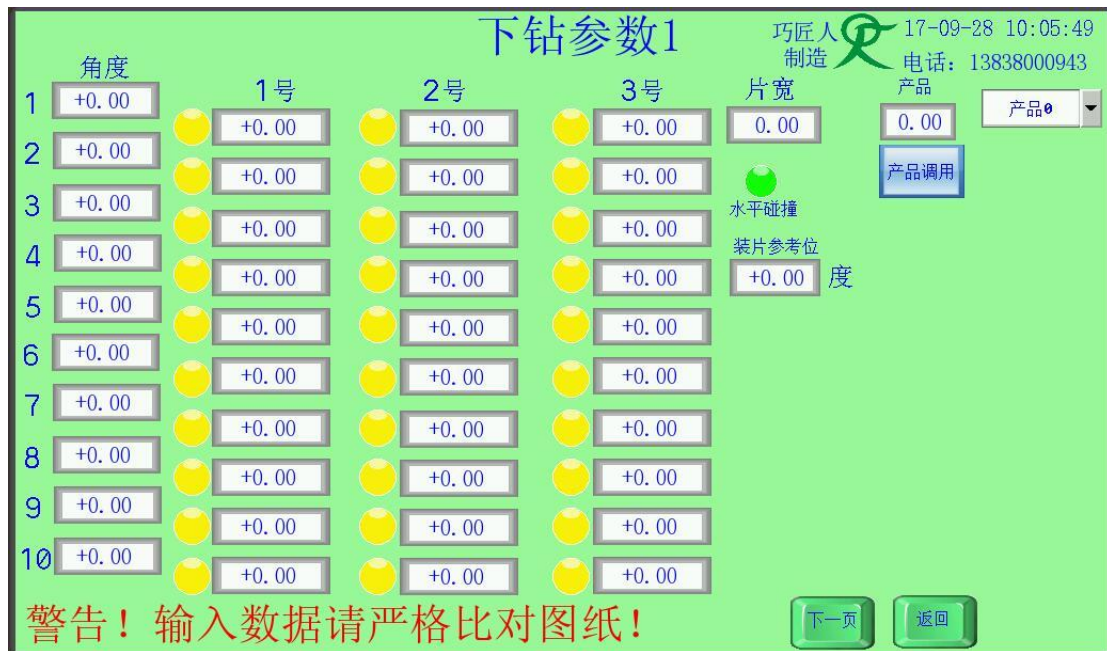 下钻参数1
巧匠人
制造
17-09-28 10:05:49
电话: 13838000943
角度
1号
2号
3号
片宽
产品
1 +0.00
+0.00 +0.00 +0.00
0.00
0.00
产品0
2 +0.00
+0.00 +0.00 +0.00
产品调用
3 +0.00
+0.00 +0.00 +0.00
水平碰撞
4 +0.00
+0.00 +0.00 +0.00
装片参考位
+0.00 度
5 +0.00
+0.00 +0.00 +0.00
6 +0.00
+0.00 +0.00 +0.00
7 +0.00
+0.00 +0.00 +0.00
8 +0.00
+0.00 +0.00 +0.00
9 +0.00
+0.00 +0.00 +0.00
10 +0.00
+0.00 +0.00 +0.00
警告！输入数据请严格比对图纸！
下一页
返回